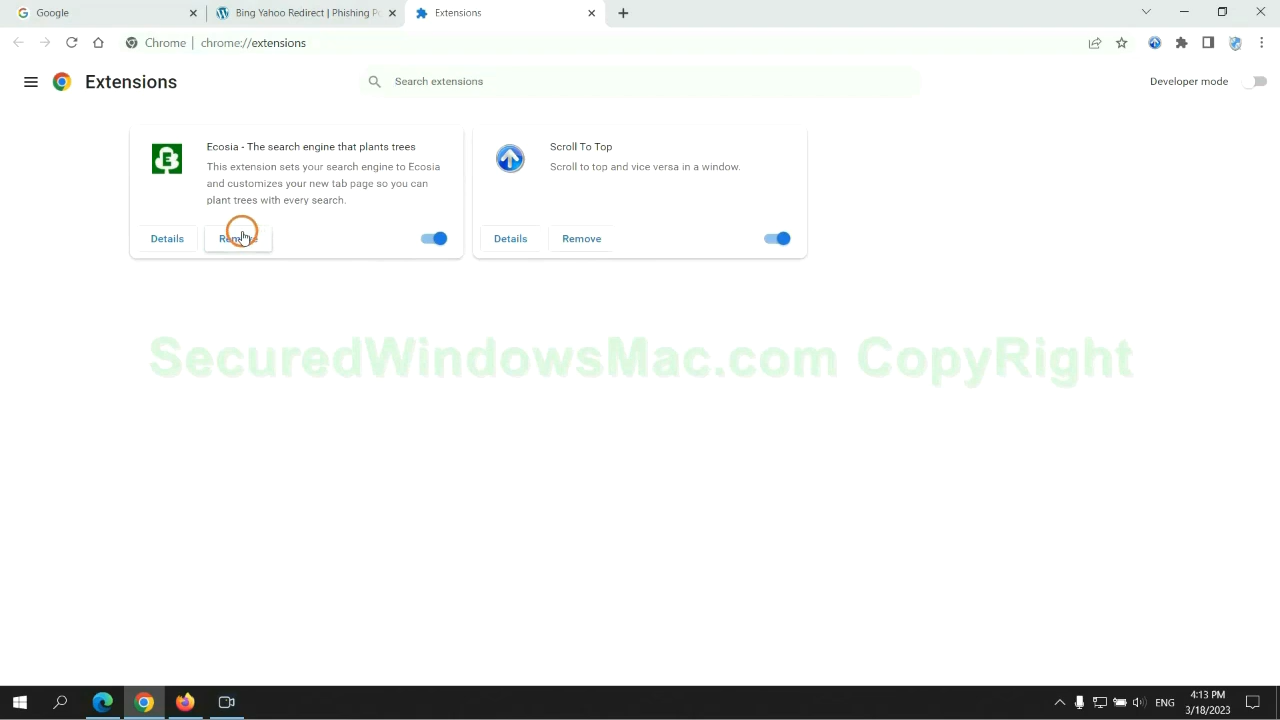 Google
Bing Yahoo Redirect | Phishing Po
Extensions
Chrome | chrome://extensions
Extensions
Search extensions
Developer mode
Ecosia - The search engine that plants trees
This extension sets your search engine to Ecosia
and customizes your new tab page so you can
plant trees with every search.
Details
Remove
Scroll To Top
Scroll to top and vice versa in a window.
Details
Remove
SecuredWindowsMac.com CopyRight
ENG
4:13 PM
3/18/2023